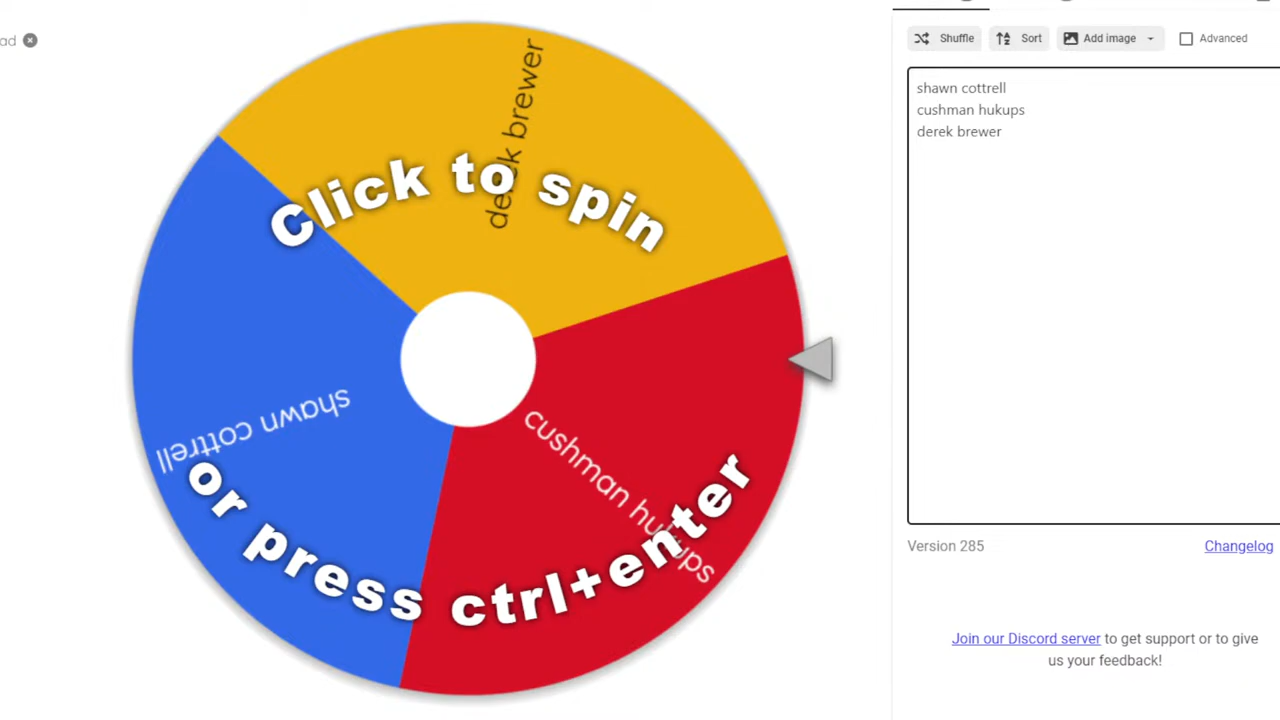 ad
Shuffle
Sort
Add image
Advanced
shawn cottrell
cushman hukups
derek brewer
derek brewer
Click to spin
shawn cottrell
cushman hukups
or press ctrl+enter
Version 285
Changelog
Join our Discord server to get support or to give
us your feedback!